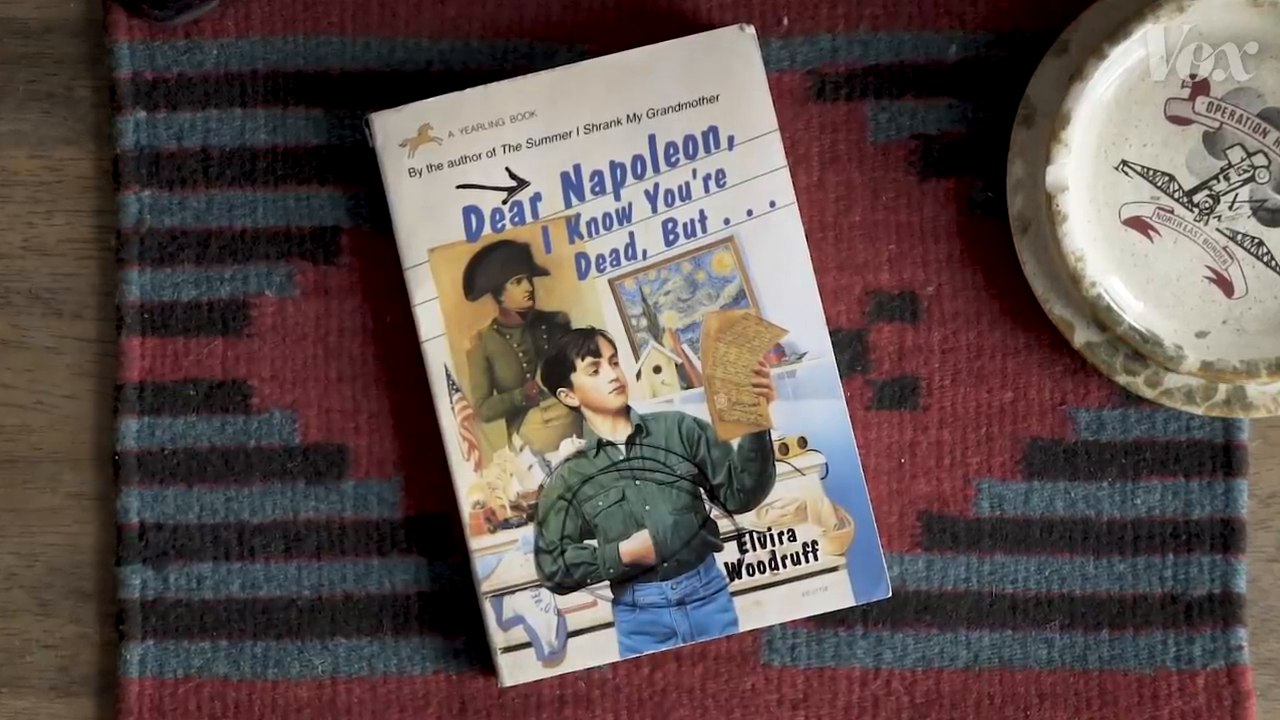 Vox
A YEARLING BOOK
By the author of The Summer I Shrank My Grandmother
Dear Napoleon,
I Know You're
Dead, But . . .
Elvira
Woodruff
OPERATION
NORTH EAST BORDER